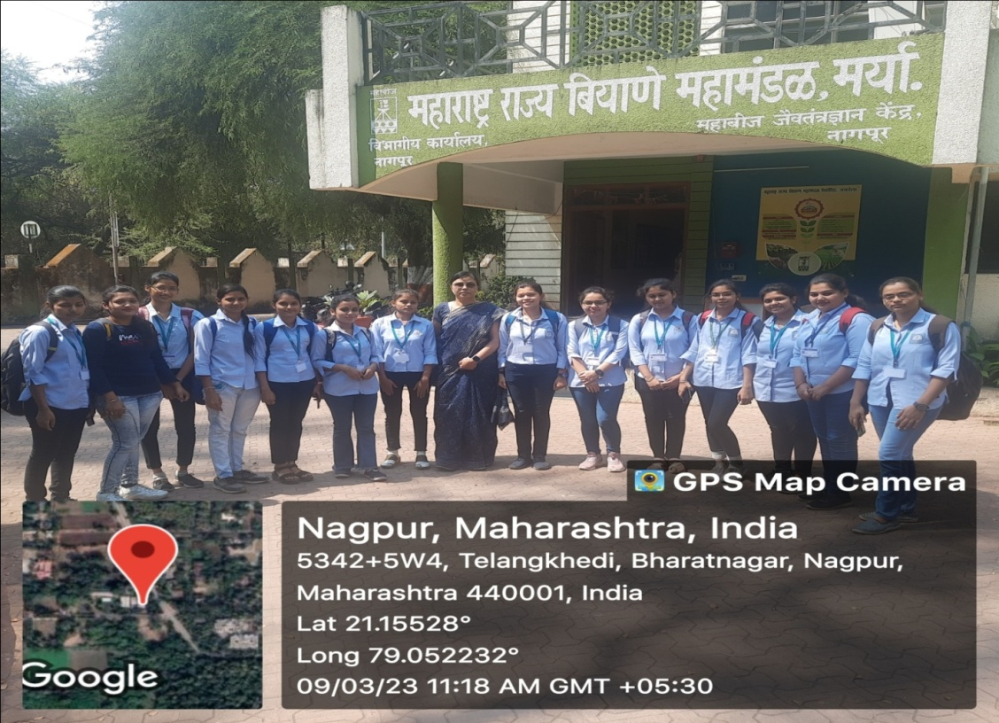 महाबीज
महाराष्ट्र राज्य बियाणे महामंडळ, मर्या.
विभागीय कार्यालय,
नागपूर
महाबीज जैवतंत्रज्ञान केंद्र,
नागपूर
GPS Map Camera
Nagpur, Maharashtra, India
5342+5W4, Telangkhedi, Bharatnagar, Nagpur,
Maharashtra 440001, India
Lat 21.15528°
Long 79.052232°
09/03/23 11:18 AM GMT +05:30
Google